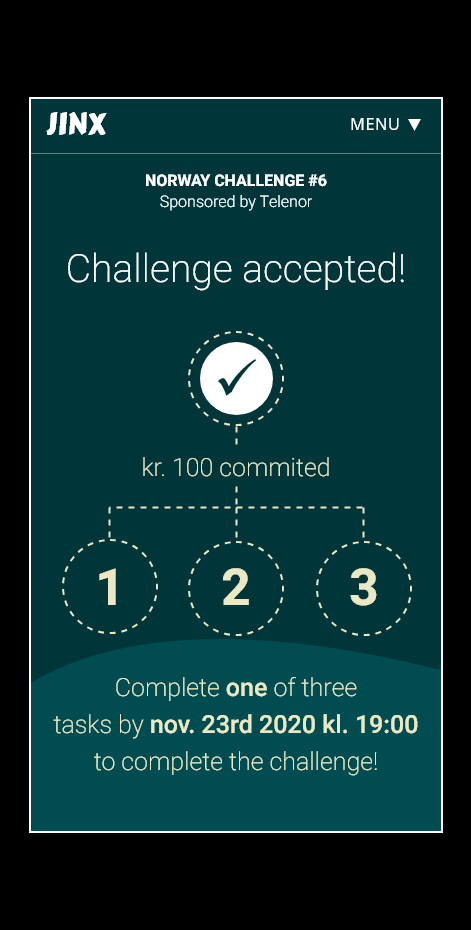 JINX
MENU ▼
NORWAY CHALLENGE #6
Sponsored by Telenor
Challenge accepted!
kr. 100 commited
1 2 3
Complete one of three
tasks by nov. 23rd 2020 kl. 19:00
to complete the challenge!